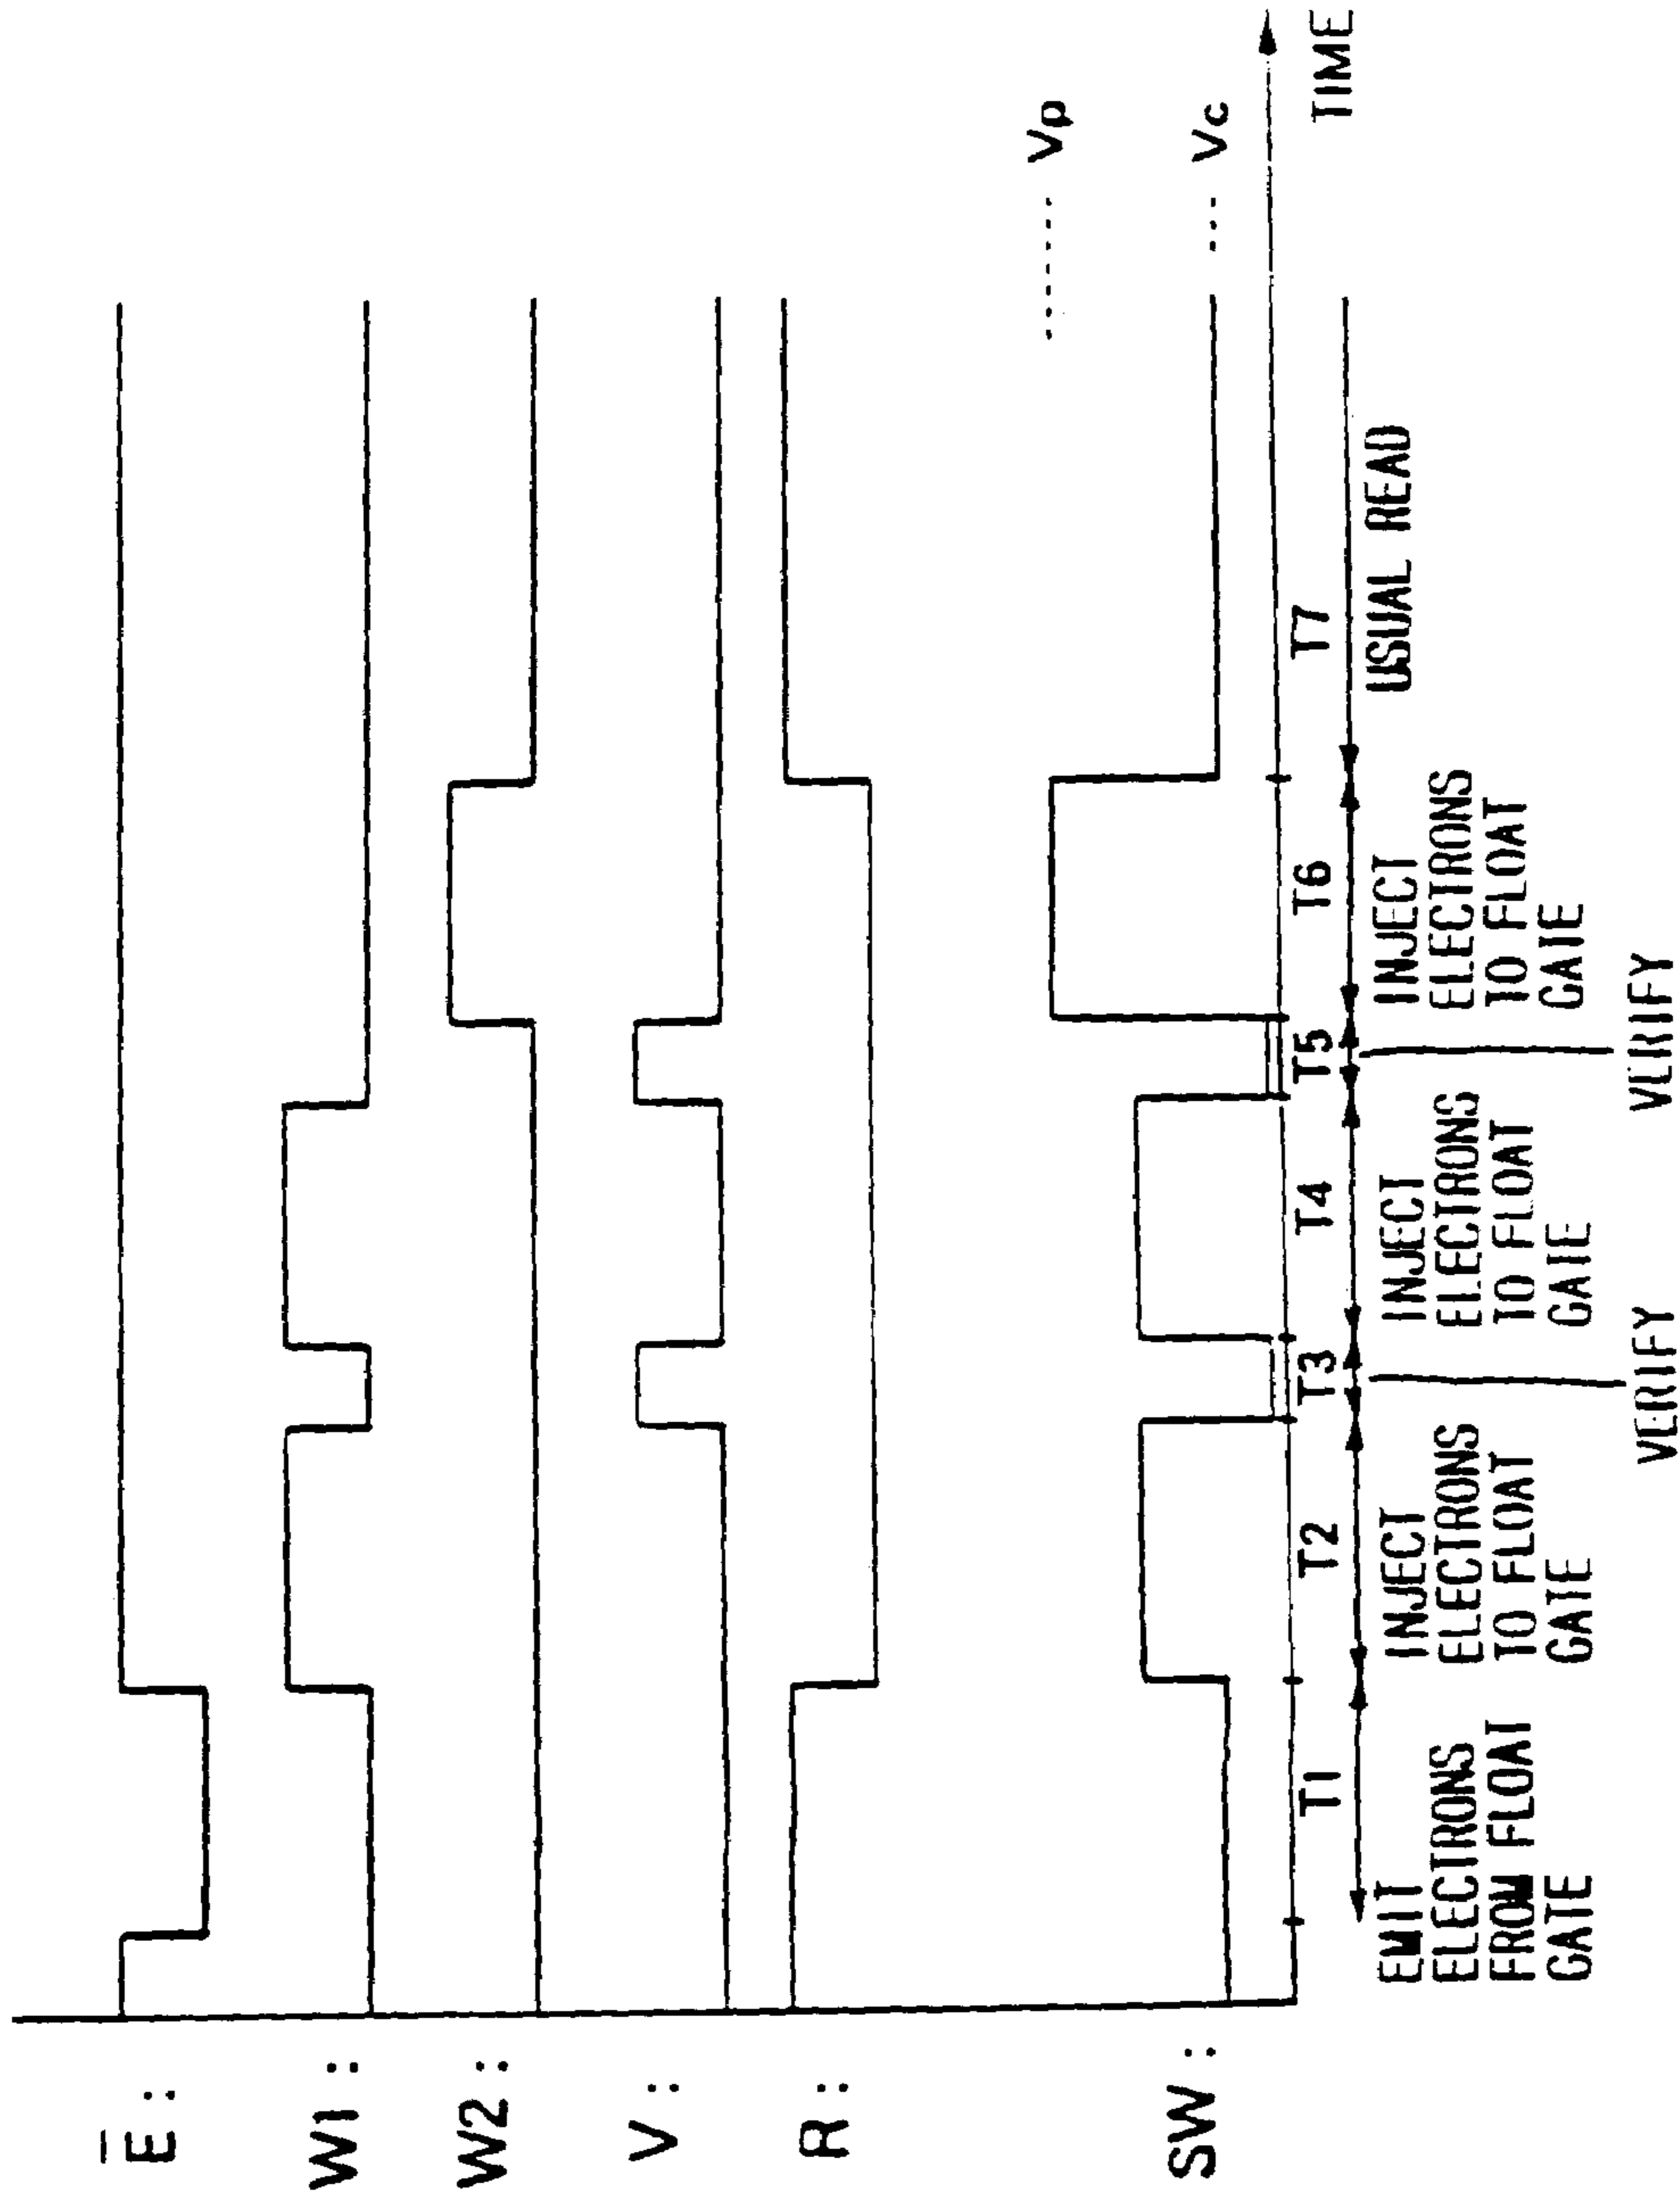 E :
W1 :
W2 :
V :
R :
SW :
Vp
Vc
TIME
T1
T2
T3
T4
T5
T6
T7
EMIT
ELECTRONS
FROM FLOAT
GATE
INJECT
ELECTRONS
TO FLOAT
GATE
VERIFY
INJECT
ELECTRONS
TO FLOAT
GATE
VERIFY
INJECT
ELECTRONS
TO FLOAT
GATE
USUAL READ